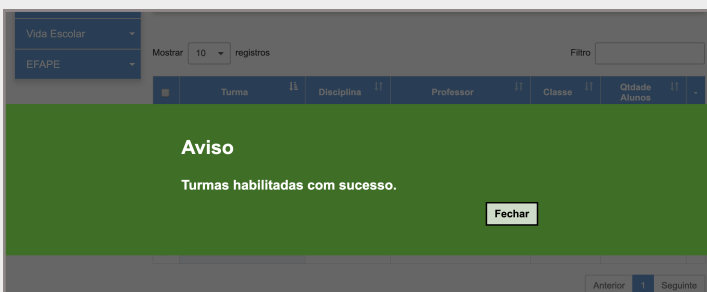 Vida Escolar
EFAPE
Mostrar 10 registros
Filtro
Turma Disciplina Professor Classe Qtdade Alunos -
Aviso
Turmas habilitadas com sucesso.
Fechar
Anterior 1 Seguinte